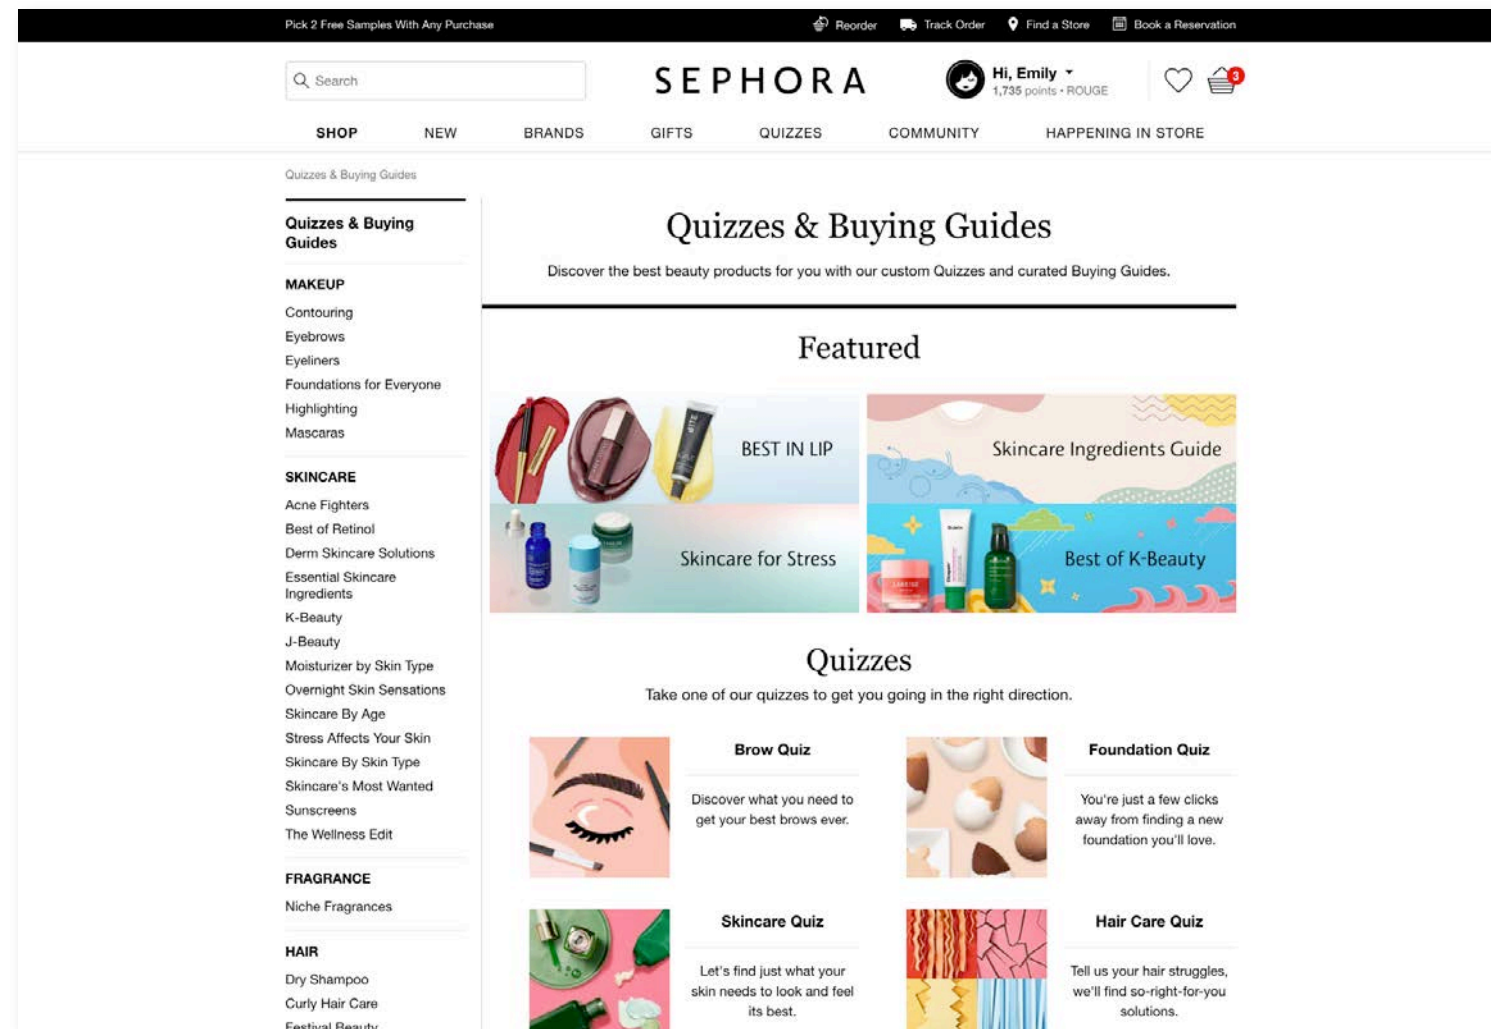 Pick 2 Free Samples With Any Purchase
Reorder
Track Order
Find a Store
Book a Reservation
Search
SEPHORA
Hi, Emily
1,735 points • ROUGE
3
SHOP
NEW
BRANDS
GIFTS
QUIZZES
COMMUNITY
HAPPENING IN STORE
Quizzes & Buying Guides
Quizzes & Buying
Guides
MAKEUP
Contouring
Eyebrows
Eyeliners
Foundations for Everyone
Highlighting
Mascaras
SKINCARE
Acne Fighters
Best of Retinol
Derm Skincare Solutions
Essential Skincare
Ingredients
K-Beauty
J-Beauty
Moisturizer by Skin Type
Overnight Skin Sensations
Skincare By Age
Stress Affects Your Skin
Skincare By Skin Type
Skincare's Most Wanted
Sunscreens
The Wellness Edit
FRAGRANCE
Niche Fragrances
HAIR
Dry Shampoo
Curly Hair Care
Festival Beauty
Quizzes & Buying Guides
Discover the best beauty products for you with our custom Quizzes and curated Buying Guides.
Featured
BITE
BEST IN LIP
Skincare Ingredients Guide
Skincare for Stress
LANEIGE
Best of K-Beauty
Quizzes
Take one of our quizzes to get you going in the right direction.
Brow Quiz
Discover what you need to
get your best brows ever.
Foundation Quiz
You're just a few clicks
away from finding a new
foundation you'll love.
Skincare Quiz
Let's find just what your
skin needs to look and feel
its best.
Hair Care Quiz
Tell us your hair struggles,
we'll find so-right-for-you
solutions.